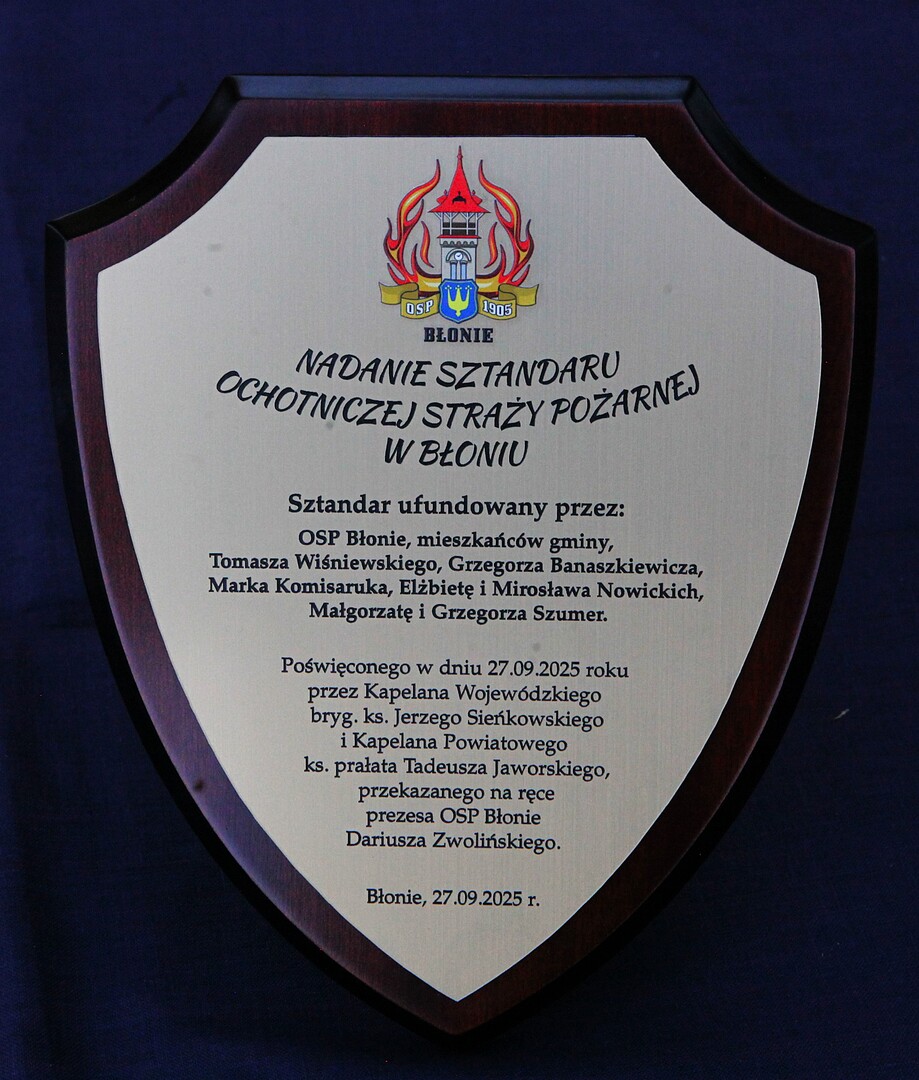 OSP 1905
BŁONIE
NADANIE SZTANDARU
OCHOTNICZEJ STRAŻY POŻARNEJ
W BŁONIU
Sztandar ufundowany przez:
OSP Błonie, mieszkańców gminy,
Tomasza Wiśniewskiego, Grzegorza Banaszkiewicza,
Marka Komisaruka, Elżbietę i Mirosława Nowickich,
Małgorzatę i Grzegorza Szumer.
Poświęconego w dniu 27.09.2025 roku
przez Kapelana Wojewódzkiego
bryg. ks. Jerzego Sieńkowskiego
i Kapelana Powiatowego
ks. prałata Tadeusza Jaworskiego,
przekazanego na ręce
prezesa OSP Błonie
Dariusza Zwolińskiego.
Błonie, 27.09.2025 r.